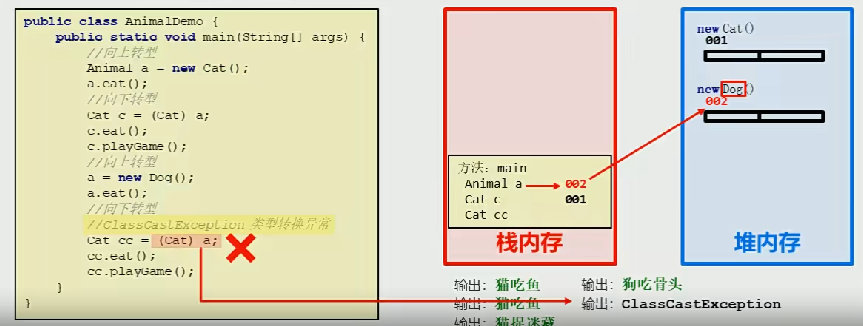 public class AnimalDemo {
public static void main(String[] args) {
//向上转型
Animal a = new Cat();
a.eat();
//向下转型
Cat c = (Cat) a;
c.eat();
c.playGame();
//向上转型
a = new Dog();
a.eat();
//向下转型
//ClassCastException 类型转换异常
Cat cc = (Cat) a;
cc.eat();
cc.playGame();
}
}
方法：main
Animal a 002
Cat c 001
Cat cc
栈内存
new Cat()
001
new Dog()
002
堆内存
输出：猫吃鱼
输出：猫吃鱼
输出：猫捉迷藏
输出：狗吃骨头
输出：ClassCastException